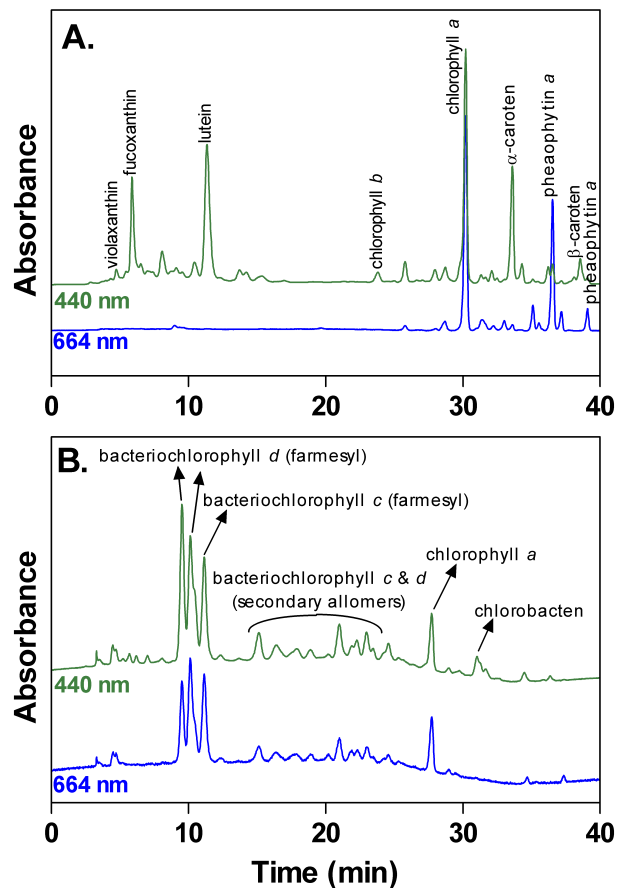 A.
violaxanthin
fucoxanthin
lutein
chlorophyll b
chlorophyll a
α-caroten
pheaophytin a
β-caroten
pheaophytin a
Absorbance
440 nm
664 nm
0 10 20 30 40
B.
bacteriochlorophyll d (farmesyl)
bacteriochlorophyll c (farmesyl)
bacteriochlorophyll c & d
(secondary allomers)
chlorophyll a
chlorobacten
Absorbance
440 nm
664 nm
0 10 20 30 40
Time (min)